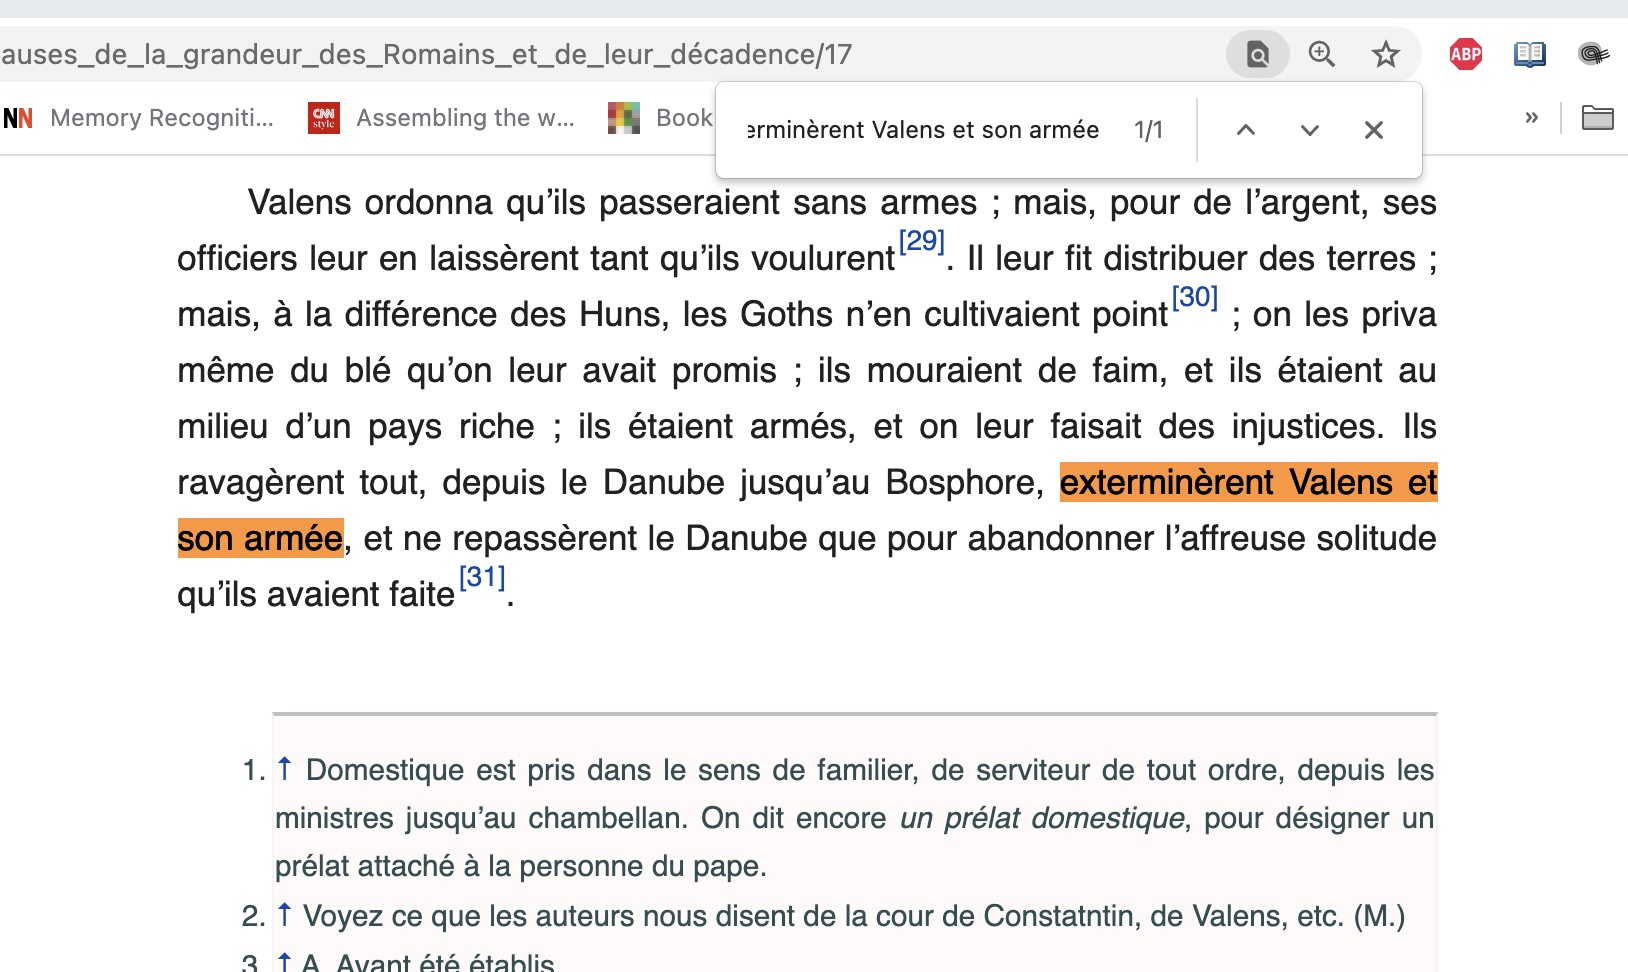 auses_de_la_grandeur_des_Romains_et_de_leur_décadence/17
ABP
NN Memory Recogniti... CNN style Assembling the w... Book
erminèrent Valens et son armée 1/1
»
Valens ordonna qu’ils passeraient sans armes ; mais, pour de l’argent, ses
officiers leur en laissèrent tant qu’ils voulurent[29]. Il leur fit distribuer des terres ;
mais, à la différence des Huns, les Goths n’en cultivaient point[30] ; on les priva
même du blé qu’on leur avait promis ; ils mouraient de faim, et ils étaient au
milieu d’un pays riche ; ils étaient armés, et on leur faisait des injustices. Ils
ravagèrent tout, depuis le Danube jusqu’au Bosphore, exterminèrent Valens et
son armée, et ne repassèrent le Danube que pour abandonner l’affreuse solitude
qu’ils avaient faite[31].
1. ↑ Domestique est pris dans le sens de familier, de serviteur de tout ordre, depuis les
ministres jusqu’au chambellan. On dit encore un prélat domestique, pour désigner un
prélat attaché à la personne du pape.
2. ↑ Voyez ce que les auteurs nous disent de la cour de Constatntin, de Valens, etc. (M.)
3. ↑ A. Avant été établis